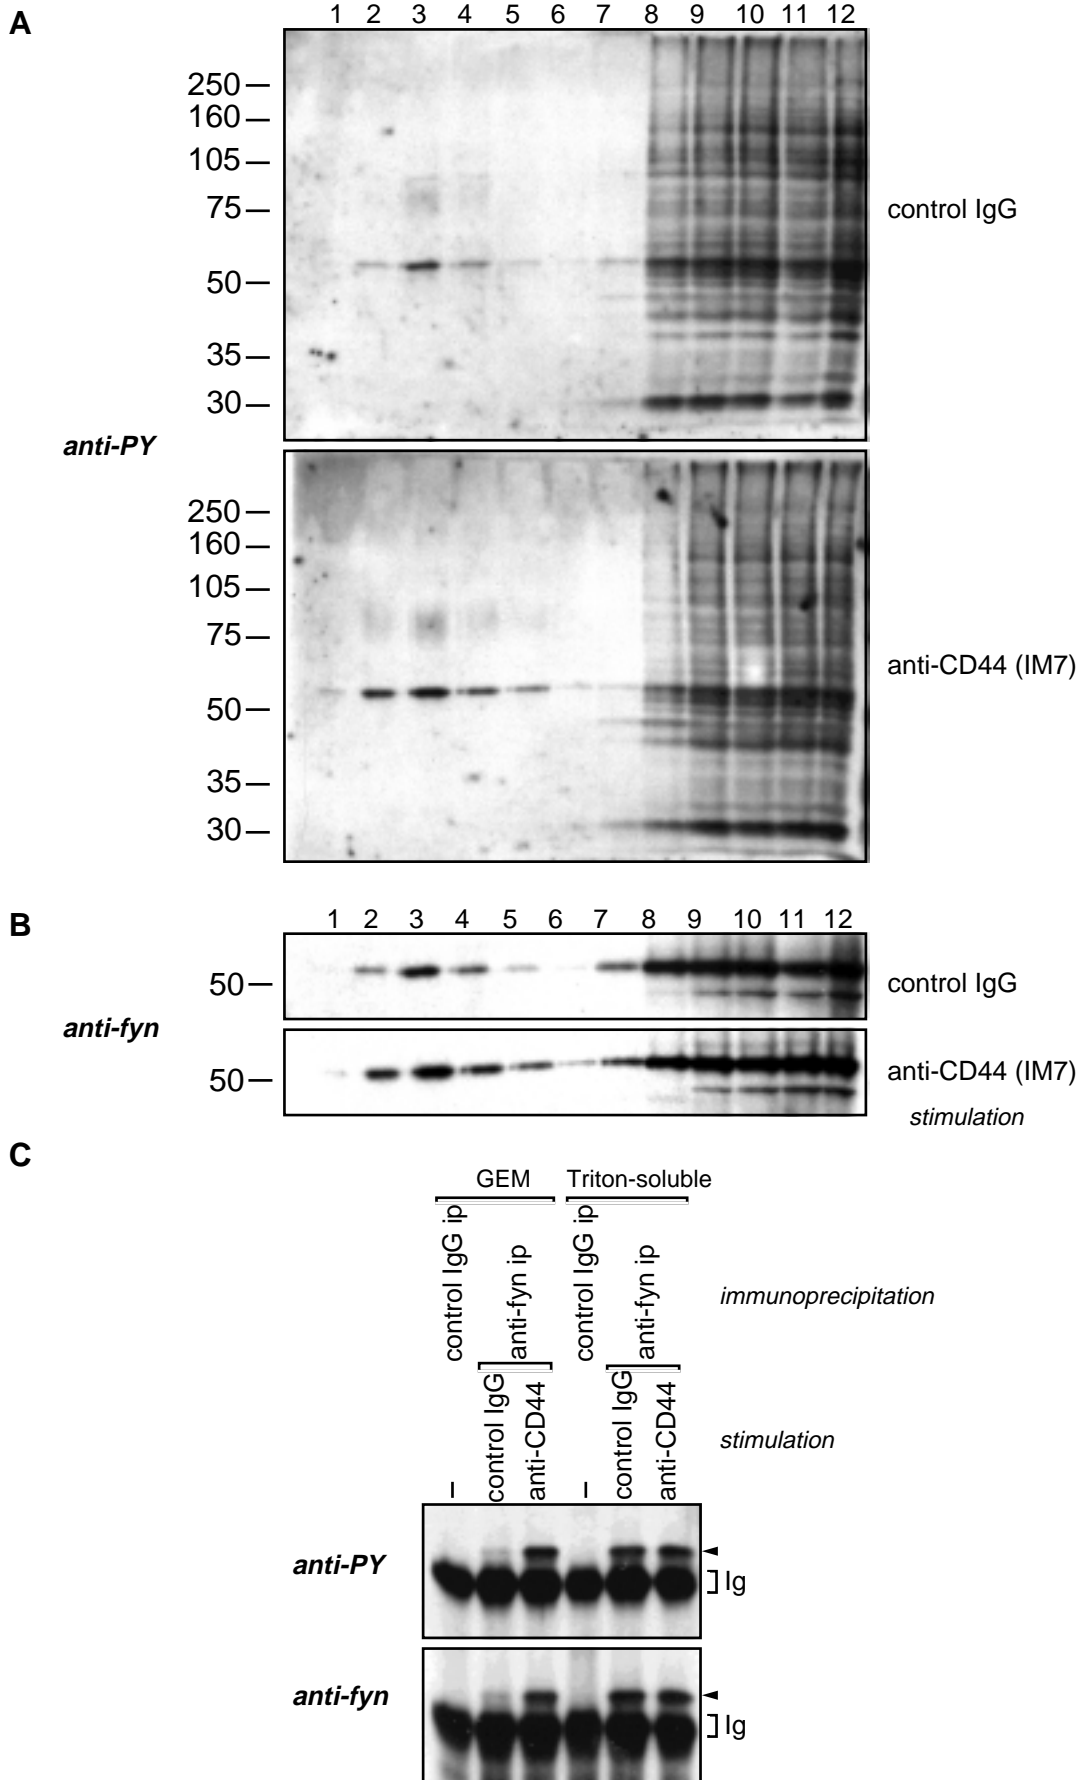 A
1 2 3 4 5 6 7 8 9 10 11 12
250
160
105
75
control IgG
50
35
30
anti-PY
250
160
105
75
anti-CD44 (IM7)
50
35
30
B
1 2 3 4 5 6 7 8 9 10 11 12
50
control IgG
anti-fyn
50
anti-CD44 (IM7)
stimulation
C
GEM Triton-soluble
control IgG ip
anti-fyn ip
control IgG ip
anti-fyn ip
immunoprecipitation
–
control IgG
anti-CD44
–
control IgG
anti-CD44
stimulation
anti-PY
Ig
anti-fyn
Ig